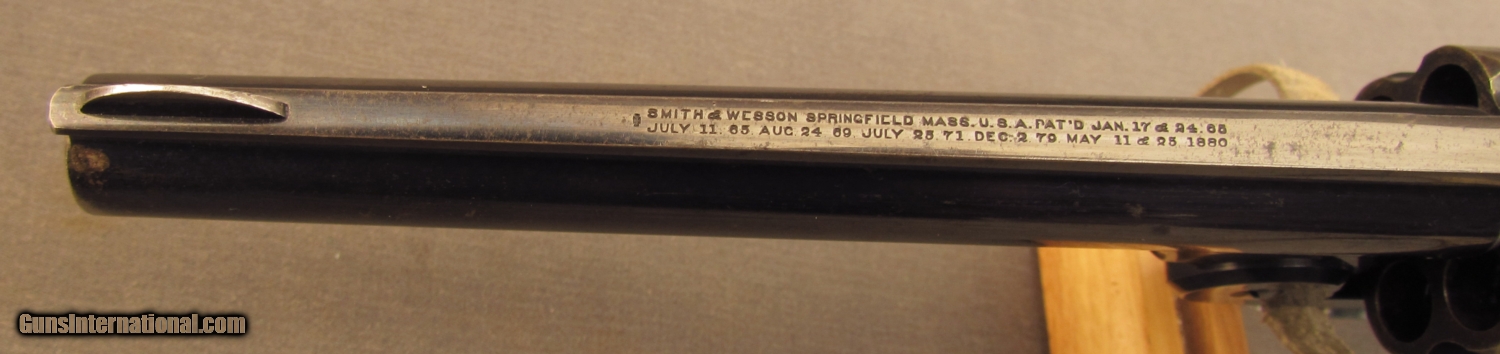 SMITH & WESSON SPRINGFIELD MASS. U.S.A. PAT'D JAN. 17 & 24. 65
JULY 11. 65. AUG. 24 69. JULY 25. 71. DEC. 2 79. MAY 11 & 25. 1880
GunsInternational.com